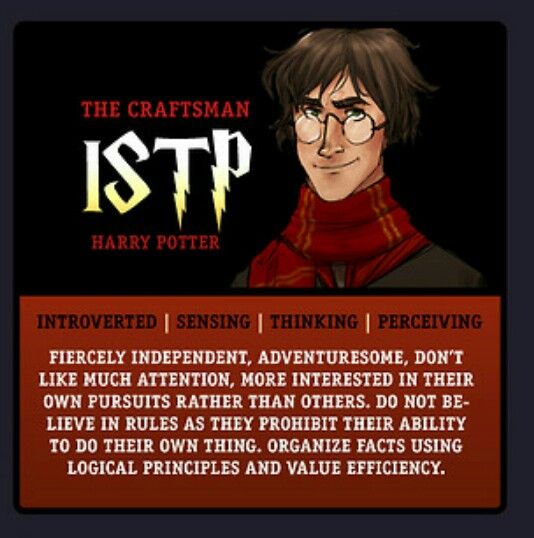 THE CRAFTSMAN
ISTP
HARRY POTTER
INTROVERTED | SENSING | THINKING | PERCEIVING
FIERCELY INDEPENDENT, ADVENTURESOME, DON'T
LIKE MUCH ATTENTION, MORE INTERESTED IN THEIR
OWN PURSUITS RATHER THAN OTHERS. DO NOT BE-
LIEVE IN RULES AS THEY PROHIBIT THEIR ABILITY
TO DO THEIR OWN THING. ORGANIZE FACTS USING
LOGICAL PRINCIPLES AND VALUE EFFICIENCY.